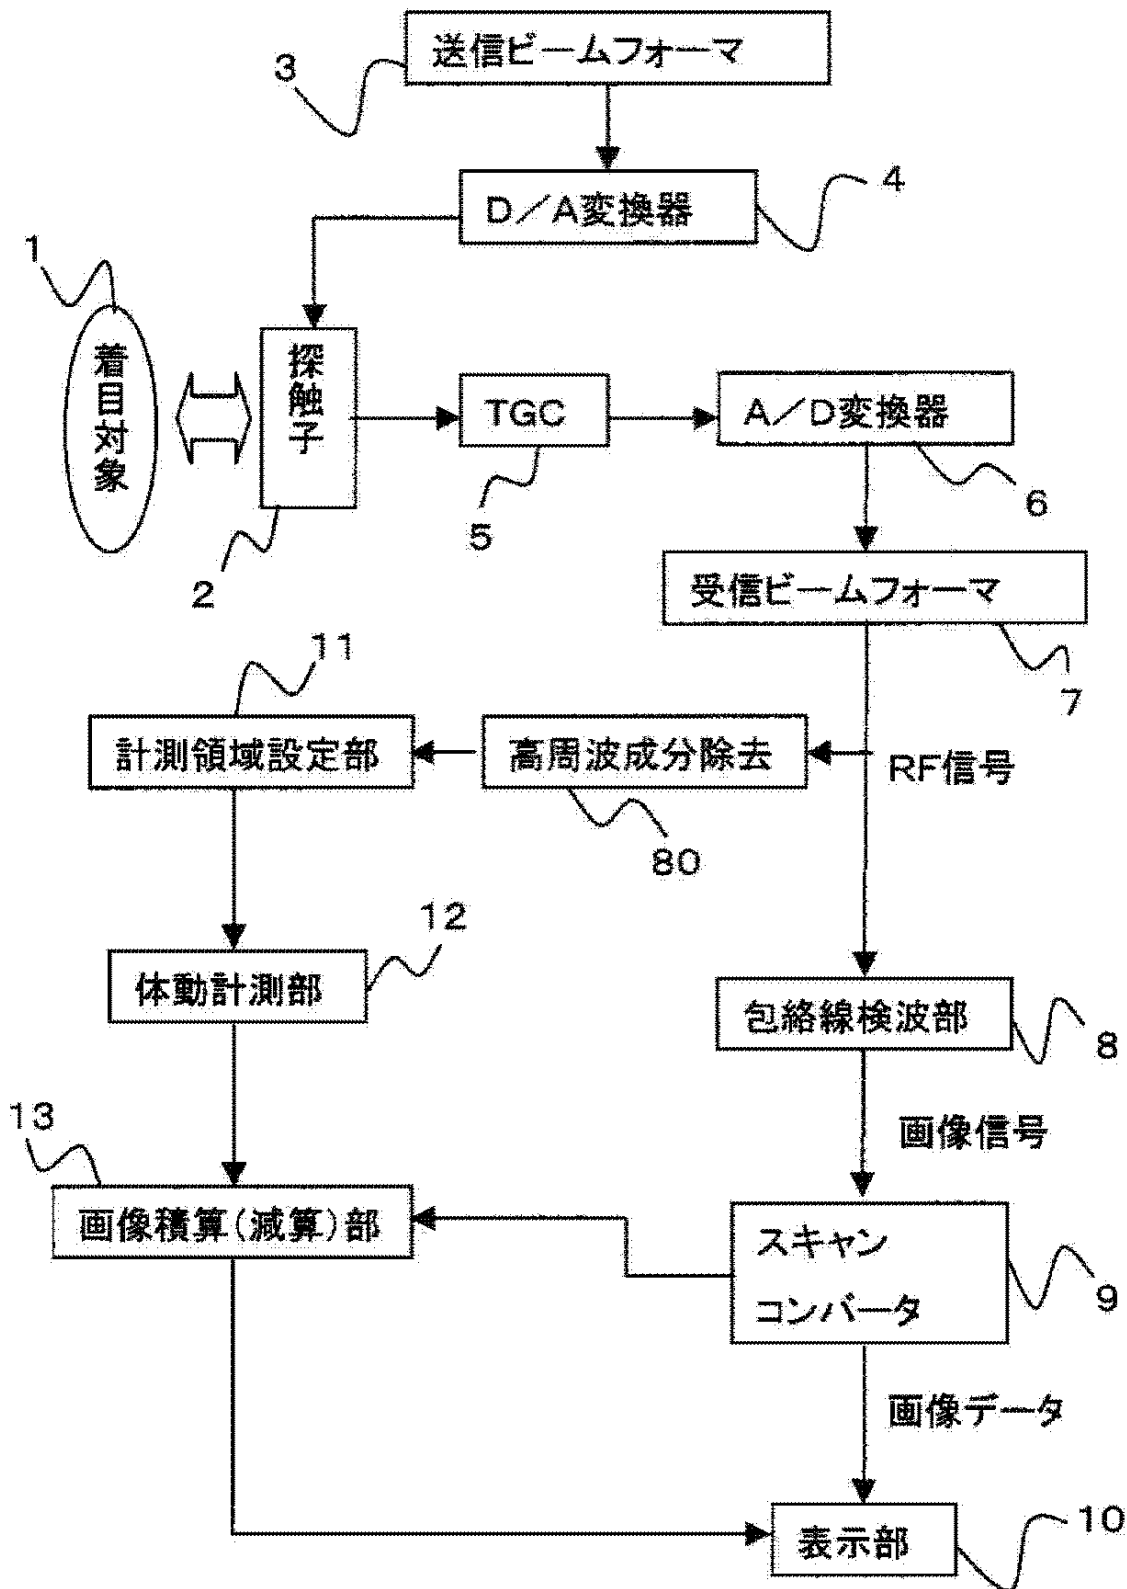 送信ビームフォーマ
3
D／A変換器
4
1
着目対象
探触子
2
TGC
5
A／D変換器
6
受信ビームフォーマ
7
11
計測領域設定部
高周波成分除去
80
RF信号
12
体動計測部
包絡線検波部
8
画像信号
13
画像積算(減算)部
スキャン
コンバータ
9
画像データ
表示部
10